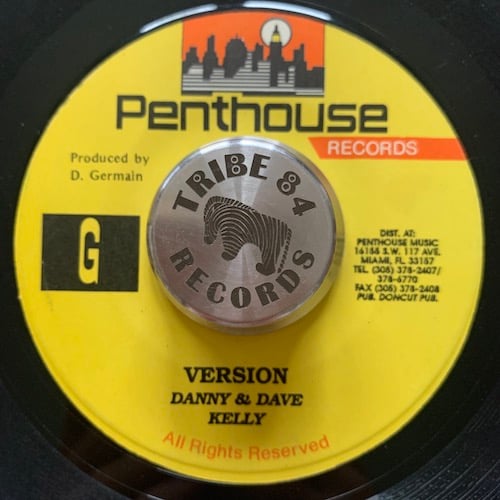 Penthouse
RECORDS
Produced by
D. Germain
TRIBE 84
RECORDS
G
DIST. AT:
PENTHOUSE MUSIC
16155 S.W. 117 AVE.
MIAMI, FL 33157
TEL. (305) 378-2407/
378-6770
FAX (305) 378-2408
PUB. DONCUT PUB.
VERSION
DANNY & DAVE
KELLY
All Rights Reserved